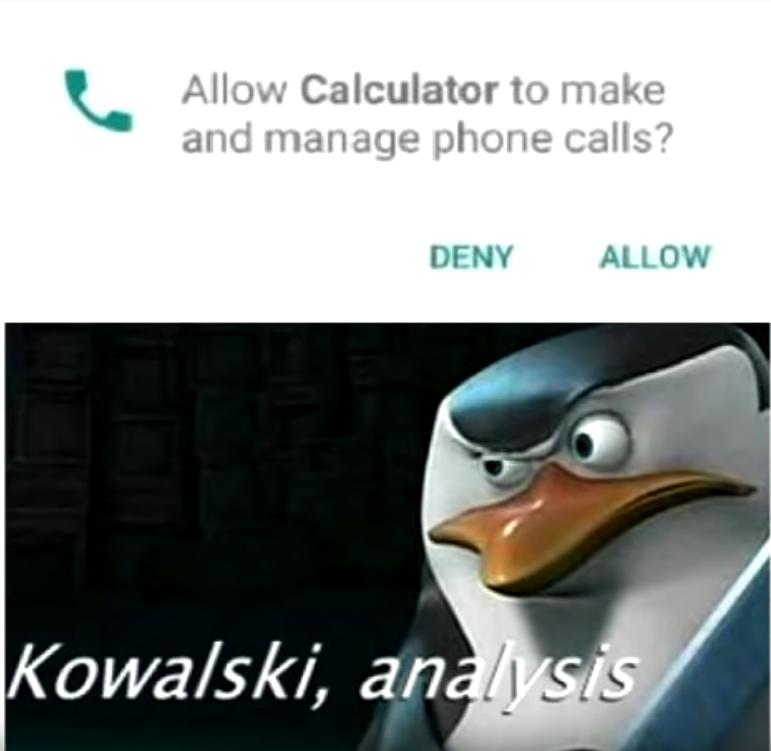 Allow Calculator to make
and manage phone calls?
DENY ALLOW
Kowalski, analysis